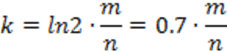 k = ln2 · m/n = 0.7 · m/n